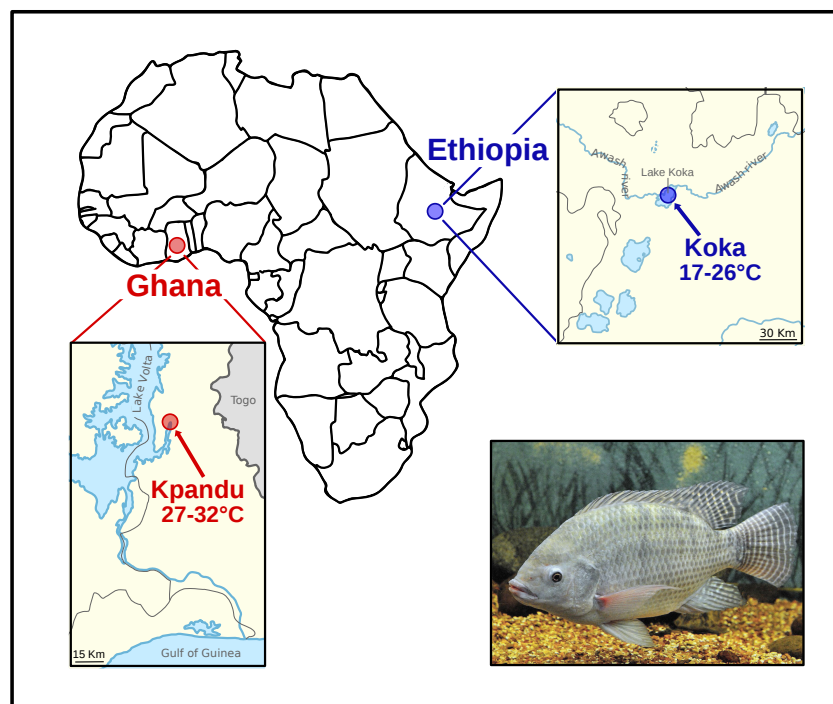 Ethiopia
Ghana
Awash
river
Lake Koka
Awash river
Koka
17-26°C
30 Km
Lake Volta
Togo
Kpandu
27-32°C
15 Km
Gulf of Guinea